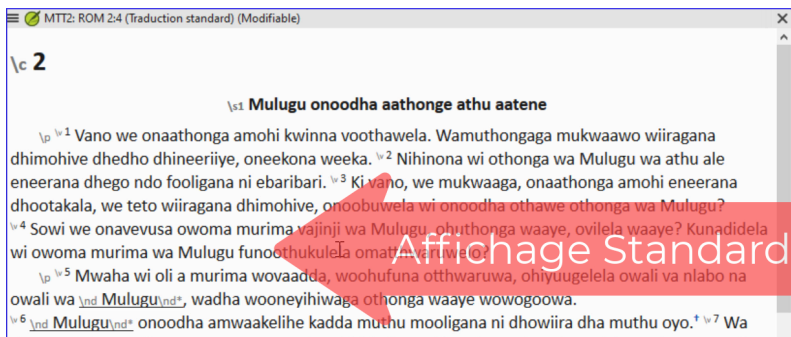 MTT2: ROM 2:4 (Traduction standard) (Modifiable)
\c 2
\s1 Mulugu onoodha aathonge athu aatene
\p \v 1 Vano we onaathonga amohi kwinna voothawela. Wamuthongaga mukwaawo wiiragana
dhimohive dhedho dhineeriiye, oneekona weeka. \v 2 Nihinona wi othonga wa Mulugu wa athu ale
eneerana dhego ndo fooligana ni ebaribari. \v 3 Ki vano, we mukwaaga, onaathonga amohi eneerana
dhootakala, we teto wiiragana dhimohive, onoobuwela wi onoodha othawe othonga wa Mulugu?
\v 4 Sowi we onavevusa owoma murima vajinji wa Mulugu, ohuthonga waaye, ovilela waaye? Kunadidela
wi owoma murima wa Mulugu funoothukulela omattharuwelo?
Affichage Standard
\p \v 5 Mwaha wi oli a murima wovaadda, woohufuna otthwaruwa, ohiyuugelela owali va nlabo na
owali wa \nd Mulugu\nd*, wadha wooneyihiwaga othonga waaye wowogoowa.
\v 6 \nd Mulugu\nd* onoodha amwaakelihe kadda muthu mooligana ni dhowiira dha muthu oyo.† \v 7 Wa